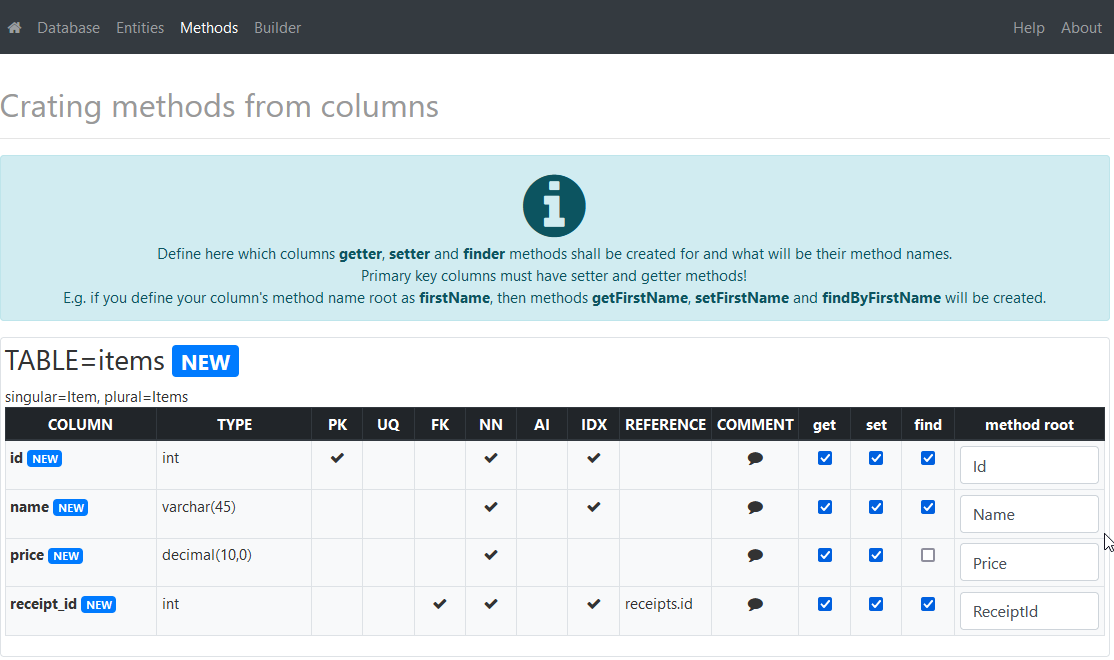 Database Entities Methods Builder Help About
Crating methods from columns
Define here which columns getter, setter and finder methods shall be created for and what will be their method names.
Primary key columns must have setter and getter methods!
E.g. if you define your column's method name root as firstName, then methods getFirstName, setFirstName and findByFirstName will be created.
TABLE=items NEW
singular=Item, plural=Items
COLUMN TYPE PK UQ FK NN AI IDX REFERENCE COMMENT get set find method root
id NEW int Id
name NEW varchar(45) Name
price NEW decimal(10,0) Price
receipt_id NEW int receipts.id ReceiptId